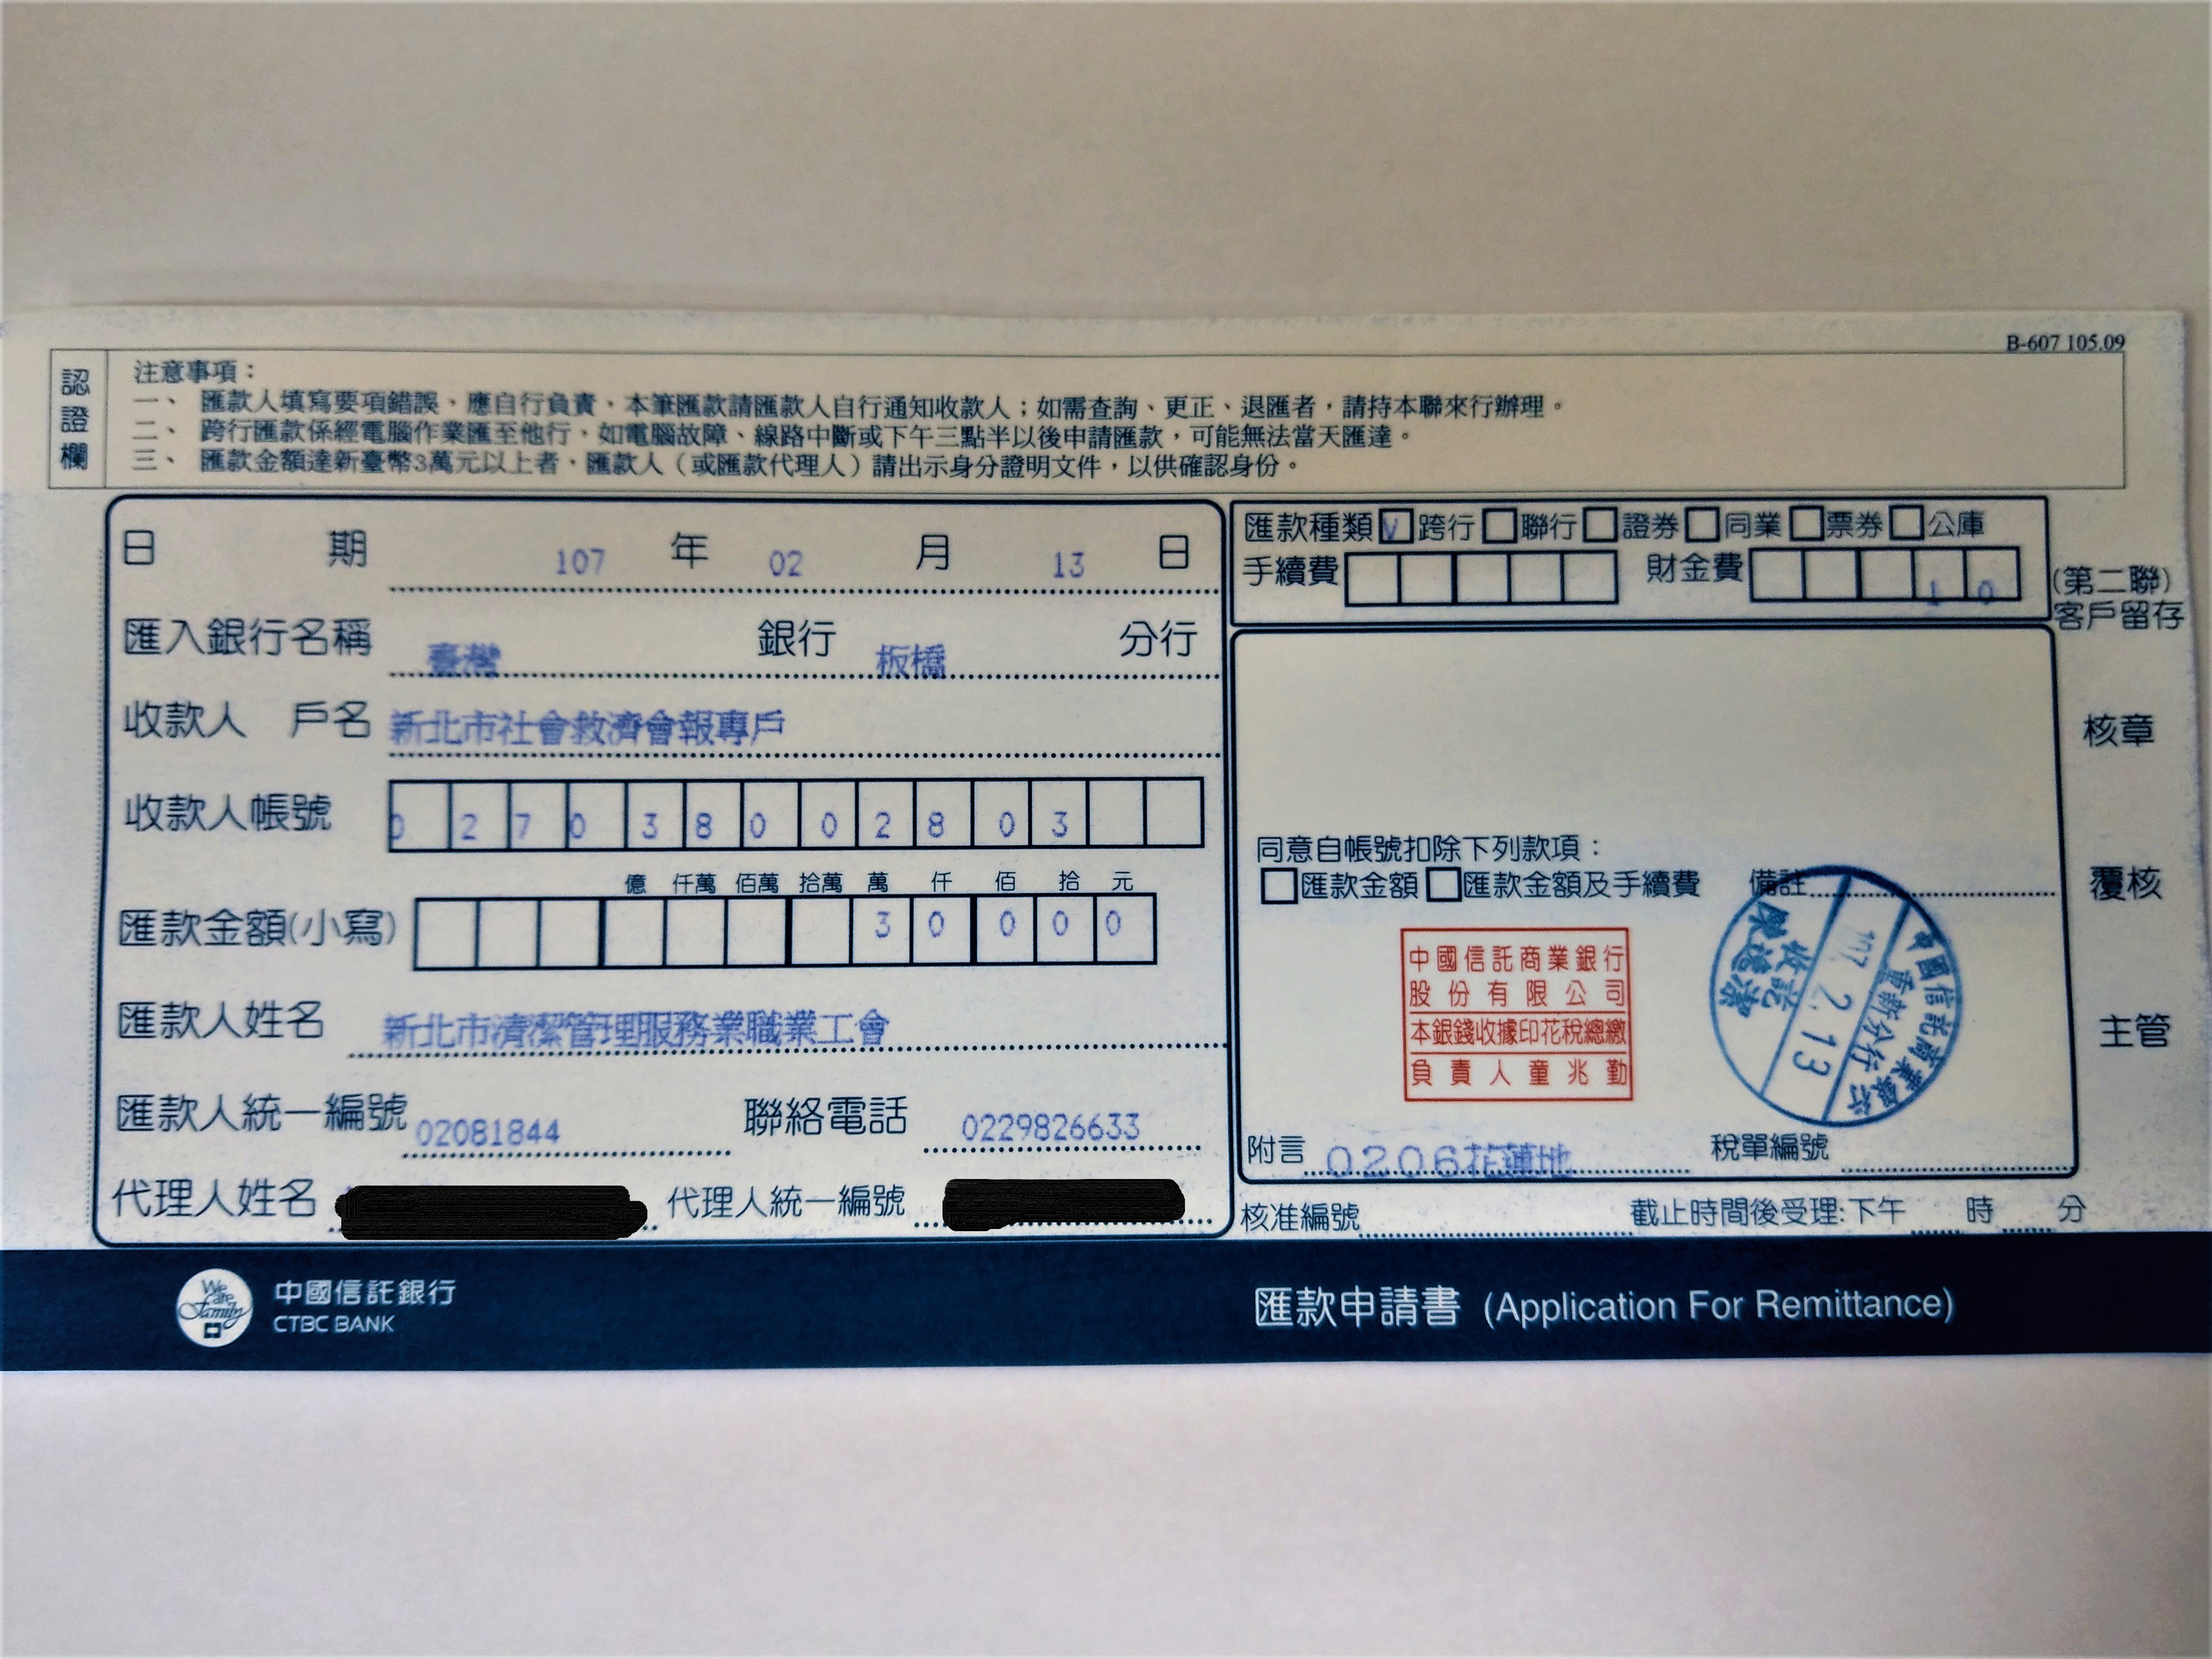 B-607 105.09
認證欄
注意事項：
一、 匯款人填寫要項錯誤，應自行負責，本筆匯款請匯款人自行通知收款人；如需查詢、更正、退匯者，請持本聯來行辦理。
二、 跨行匯款係經電腦作業匯至他行，如電腦故障、線路中斷或下午三點半以後申請匯款，可能無法當天匯達。
三、 匯款金額達新臺幣3萬元以上者，匯款人（或匯款代理人）請出示身分證明文件，以供確認身份。
日 期 107 年 02 月 13 日
匯入銀行名稱 臺灣 銀行 板橋 分行
收款人 戶名 新北市社會救濟會報專戶
收款人帳號 0 2 7 0 3 8 0 0 2 8 0 3
億 仟萬 佰萬 拾萬 萬 仟 佰 拾 元
匯款金額(小寫) 3 0 0 0 0
匯款人姓名 新北市清潔管理服務業職業工會
匯款人統一編號 02081844 聯絡電話 0229826633
代理人姓名 代理人統一編號
匯款種類 V 跨行 聯行 證券 同業 票券 公庫
手續費 財金費 1 0
(第二聯)
客戶留存
核章
同意自帳號扣除下列款項：
匯款金額 匯款金額及手續費 備註
覆核
中國信託商業銀行
股份有限公司
本銀錢收據印花稅總繳
負責人童兆勤
中國信託商業銀行
重新分行
107. 2. 13
收訖
主管
附言 0206花蓮地 稅單編號
核准編號 截止時間後受理:下午 時 分
We are Family
中國信託銀行
CTBC BANK
匯款申請書 (Application For Remittance)